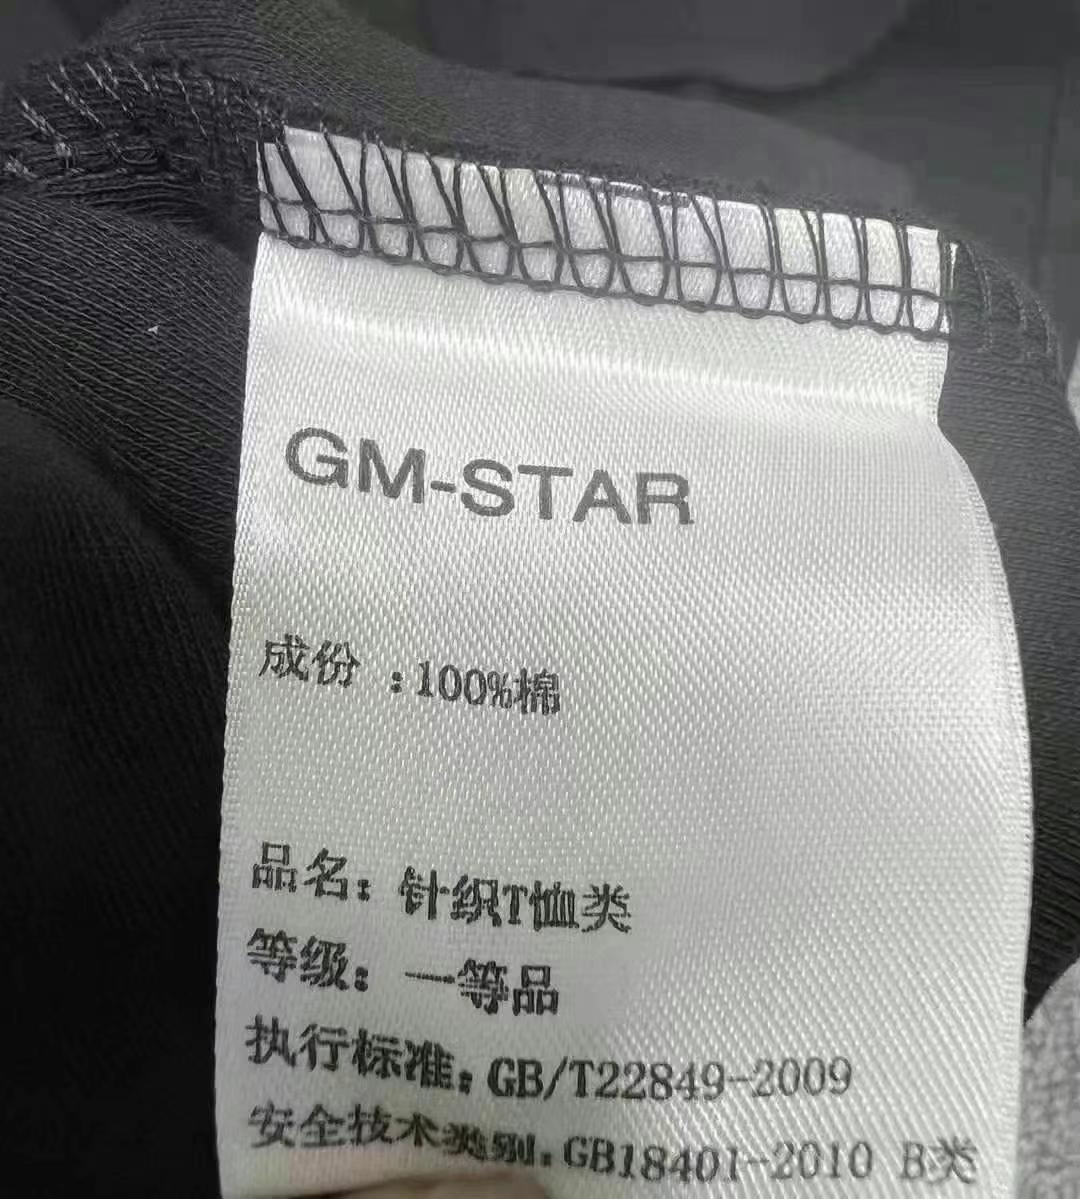 GM-STAR
成份 :100%棉
品名: 针织T恤类
等级: 一等品
执行标准: GB/T22849-2009
安全技术类别: GB18401-2010 B类